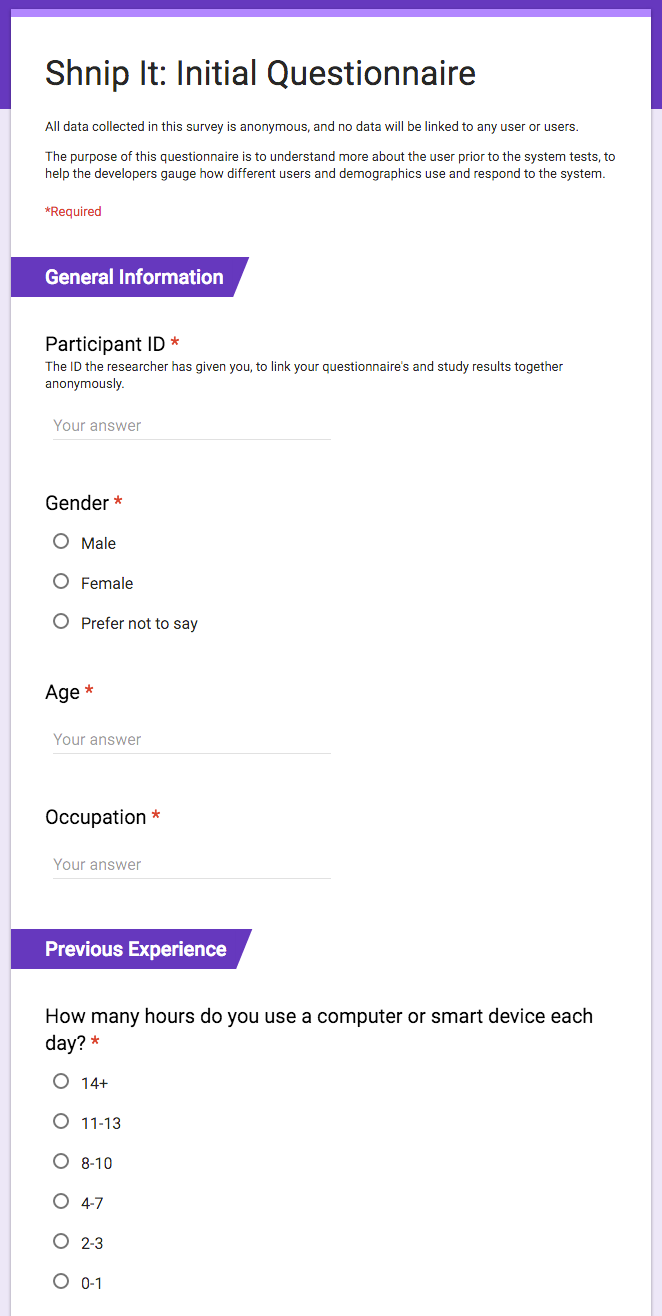 Shnip It: Initial Questionnaire
All data collected in this survey is anonymous, and no data will be linked to any user or users.
The purpose of this questionnaire is to understand more about the user prior to the system tests, to
help the developers gauge how different users and demographics use and respond to the system.
*Required
General Information
Participant ID *
The ID the researcher has given you, to link your questionnaire's and study results together
anonymously.
Your answer
Gender *
Male
Female
Prefer not to say
Age *
Your answer
Occupation *
Your answer
Previous Experience
How many hours do you use a computer or smart device each
day? *
14+
11-13
8-10
4-7
2-3
0-1